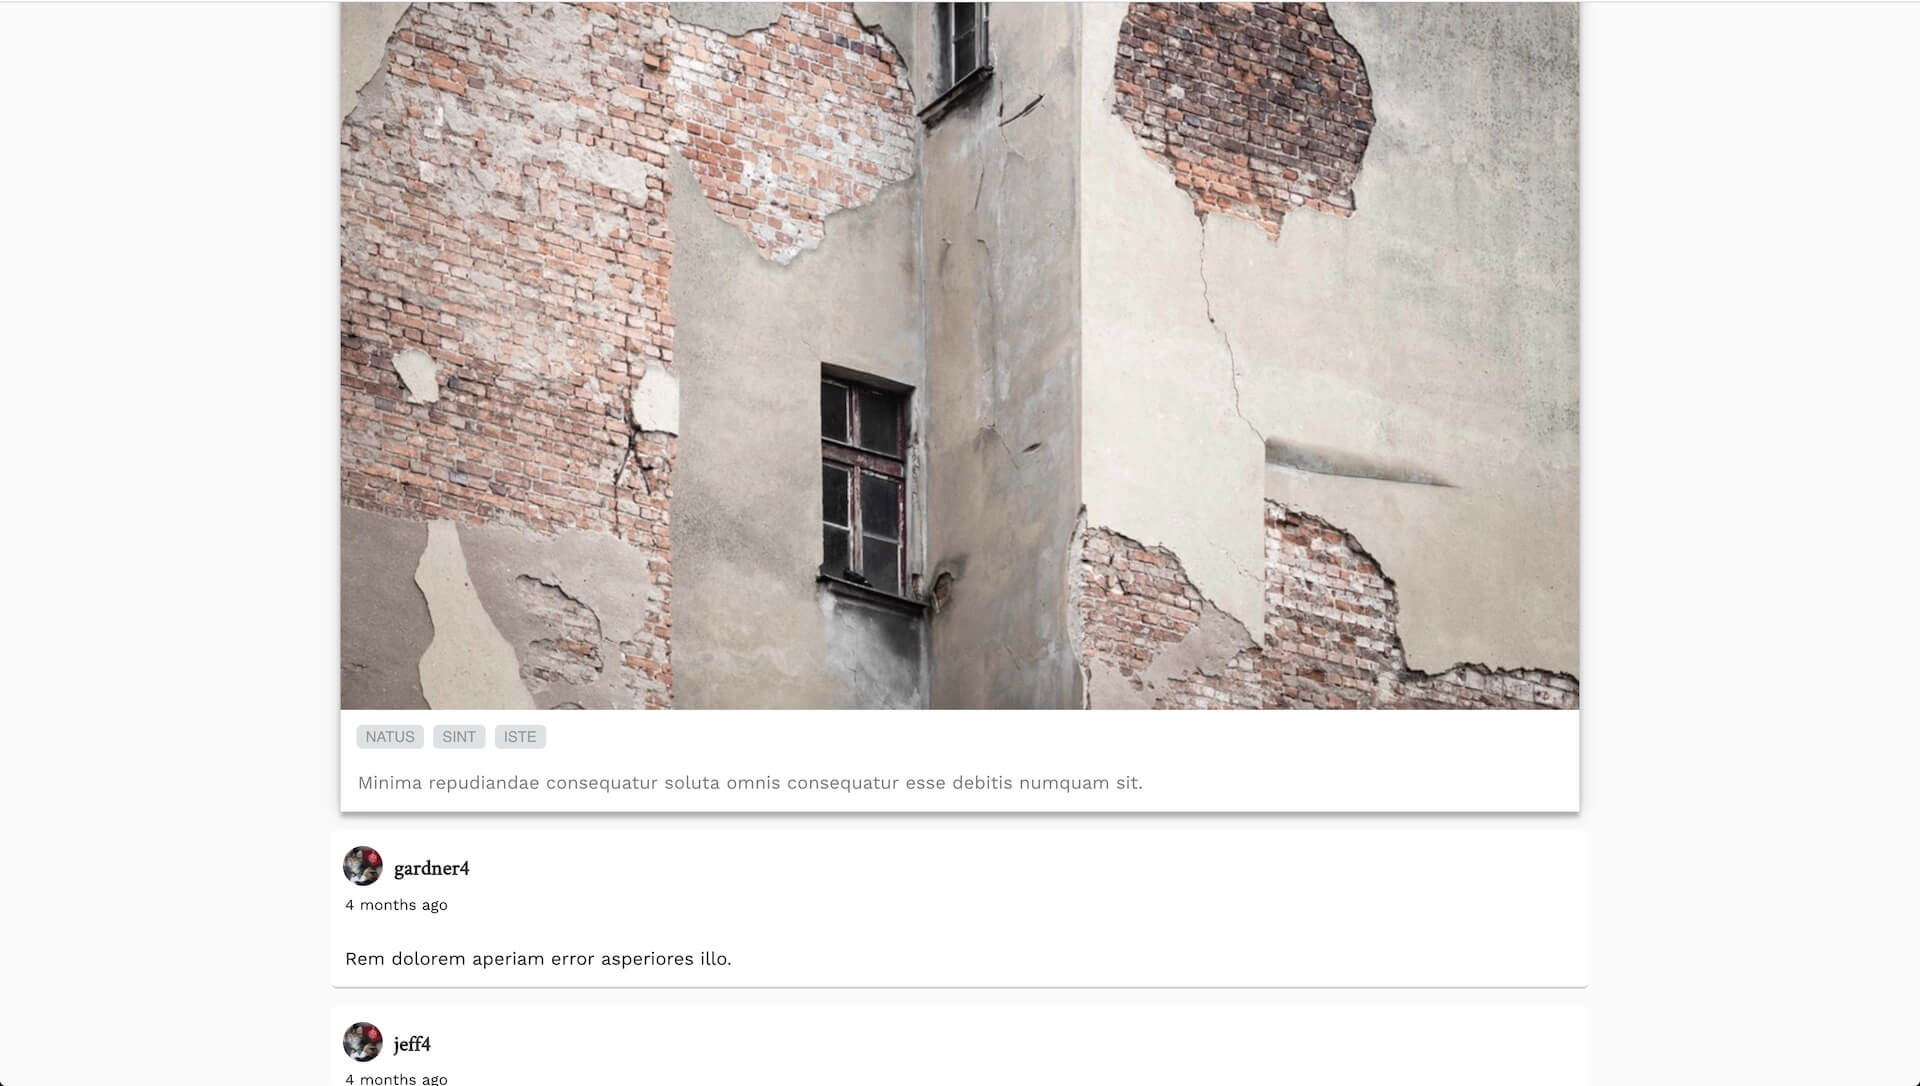 NATUS SINT ISTE
Minima repudiandae consequatur soluta omnis consequatur esse debitis numquam sit.
gardner4
4 months ago
Rem dolorem aperiam error asperiores illo.
jeff4
4 months ago